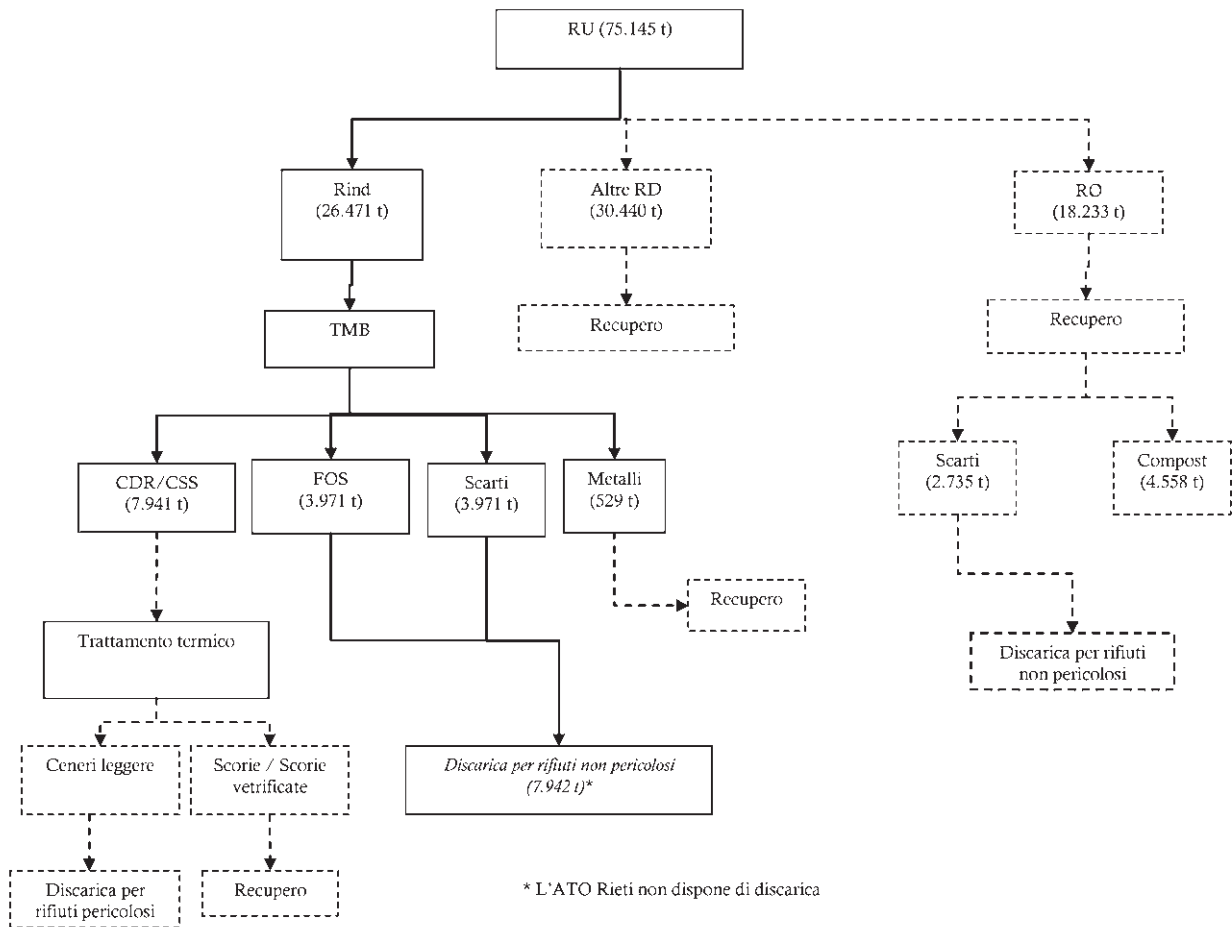 RU (75.145 t)
Rind
(26.471 t)
Altre RD
(30.440 t)
RO
(18.233 t)
TMB
Recupero
Recupero
CDR/CSS
(7.941 t)
FOS
(3.971 t)
Scarti
(3.971 t)
Metalli
(529 t)
Scarti
(2.735 t)
Compost
(4.558 t)
Recupero
Trattamento termico
Discarica per rifiuti
non pericolosi
Ceneri leggere
Scorie / Scorie
vetrificate
Discarica per rifiuti non pericolosi
(7.942 t)*
Discarica per
rifiuti pericolosi
Recupero
* L'ATO Rieti non dispone di discarica